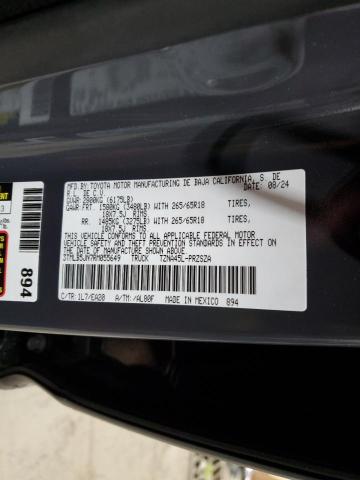 MFD.BY:TOYOTA MOTOR MANUFACTURING DE BAJA CALIFORNIA, S. DE
R.L. DE C.V. DATE: 08/24
GVWR: 2800KG (6175LB)
GAWR FRT 1580KG (3480LB) WITH 265/65R18 TIRES,
18X7.5J RIMS
RR. 1485KG (3275LB) WITH 265/65R18 TIRES,
18X7.5J RIMS
THIS VEHICLE CONFORMS TO ALL APPLICABLE FEDERAL MOTOR
VEHICLE SAFETY AND THEFT PREVENTION STANDARDS IN EFFECT ON
THE DATE OF MANUFACTURE SHOWN ABOVE.
3TMLB5JN7RM055649 TRUCK TZNA45L-PRZSZA
C/TR:1L7/EA20 A/TM:/AL80F MADE IN MEXICO 894
894